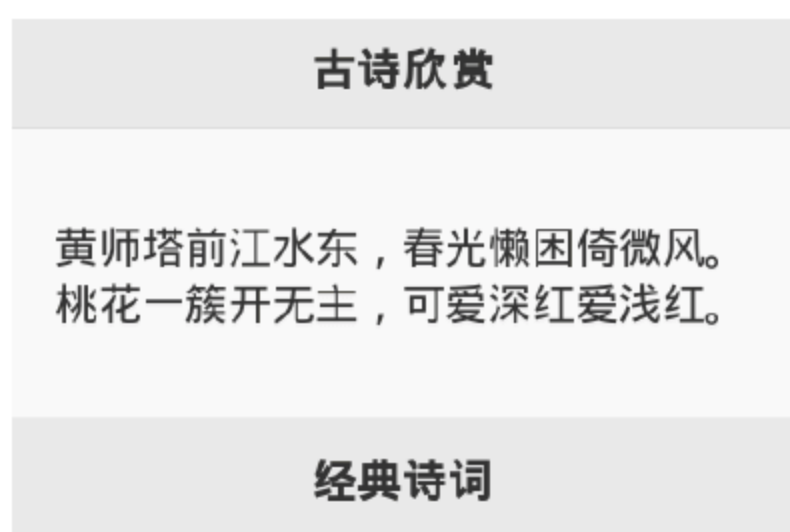 古诗欣赏
黄师塔前江水东，春光懒困倚微风。
桃花一簇开无主，可爱深红爱浅红。
经典诗词